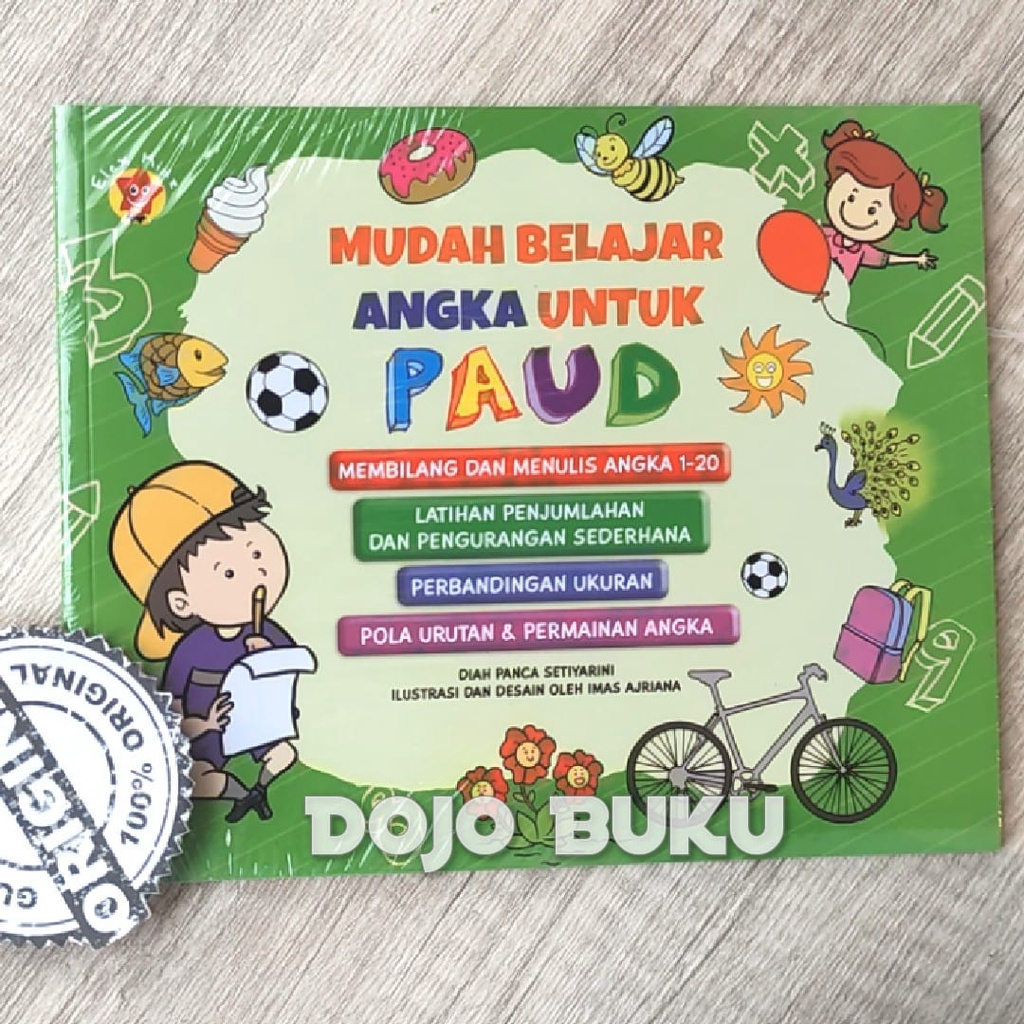 MUDAH BELAJAR
ANGKA UNTUK
PAUD
MEMBILANG DAN MENULIS ANGKA 1-20
LATIHAN PENJUMLAHAN
DAN PENGURANGAN SEDERHANA
PERBANDINGAN UKURAN
POLA URUTAN & PERMAINAN ANGKA
DIAH PANCA SETIYARINI
ILUSTRASI DAN DESAIN OLEH IMAS AJRIANA
DOJO BUKU
100% ORIGINAL